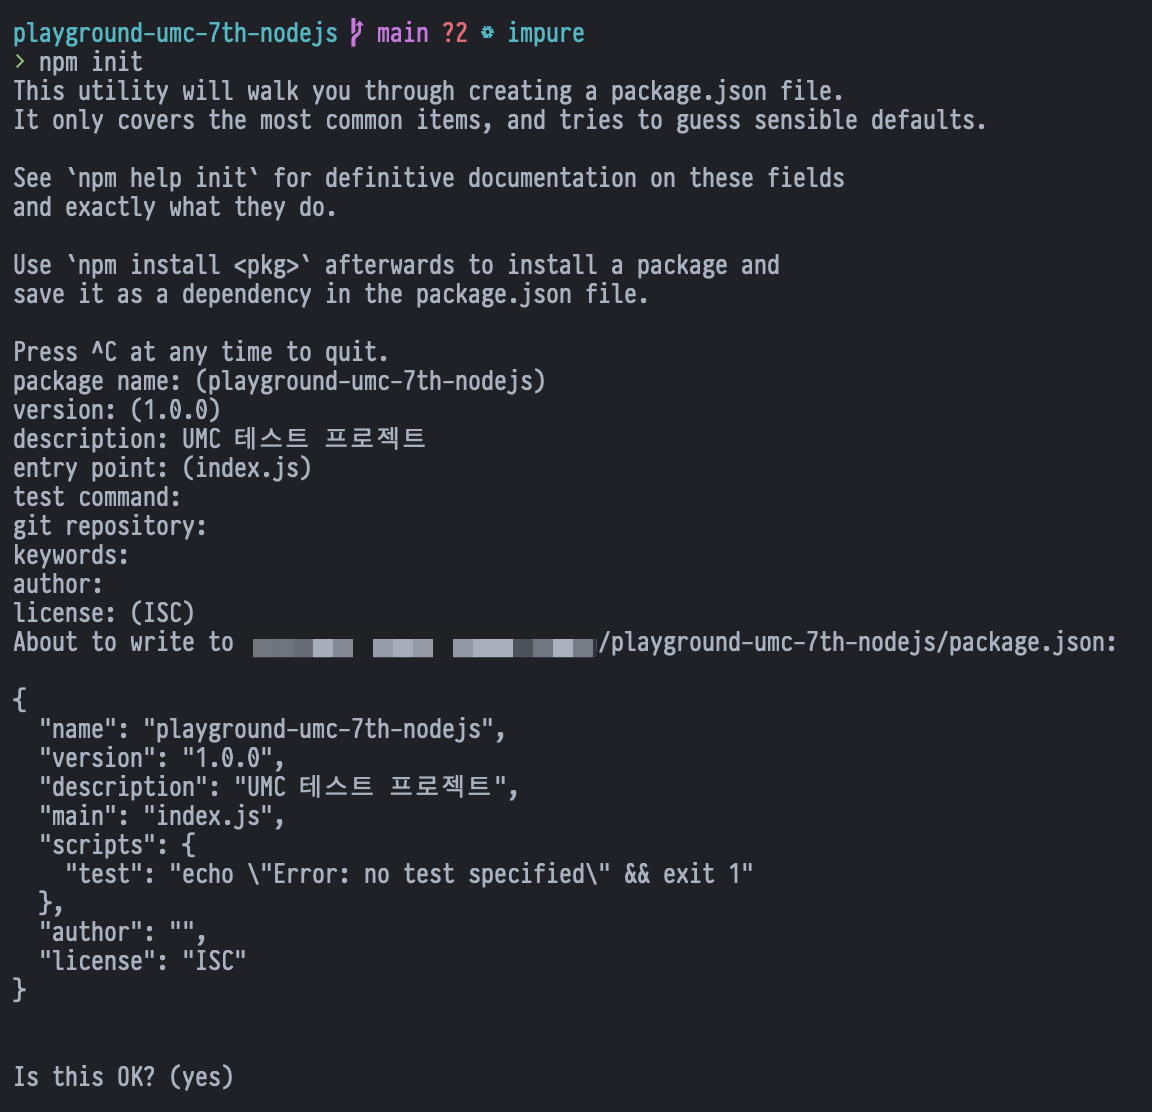 playground-umc-7th-nodejs main ?2 impure
> npm init
This utility will walk you through creating a package.json file.
It only covers the most common items, and tries to guess sensible defaults.
See `npm help init` for definitive documentation on these fields
and exactly what they do.
Use `npm install <pkg>` afterwards to install a package and
save it as a dependency in the package.json file.
Press ^C at any time to quit.
package name: (playground-umc-7th-nodejs)
version: (1.0.0)
description: UMC 테스트 프로젝트
entry point: (index.js)
test command:
git repository:
keywords:
author:
license: (ISC)
About to write to /playground-umc-7th-nodejs/package.json:
{
  "name": "playground-umc-7th-nodejs",
  "version": "1.0.0",
  "description": "UMC 테스트 프로젝트",
  "main": "index.js",
  "scripts": {
    "test": "echo \"Error: no test specified\" && exit 1"
  },
  "author": "",
  "license": "ISC"
}
Is this OK? (yes)